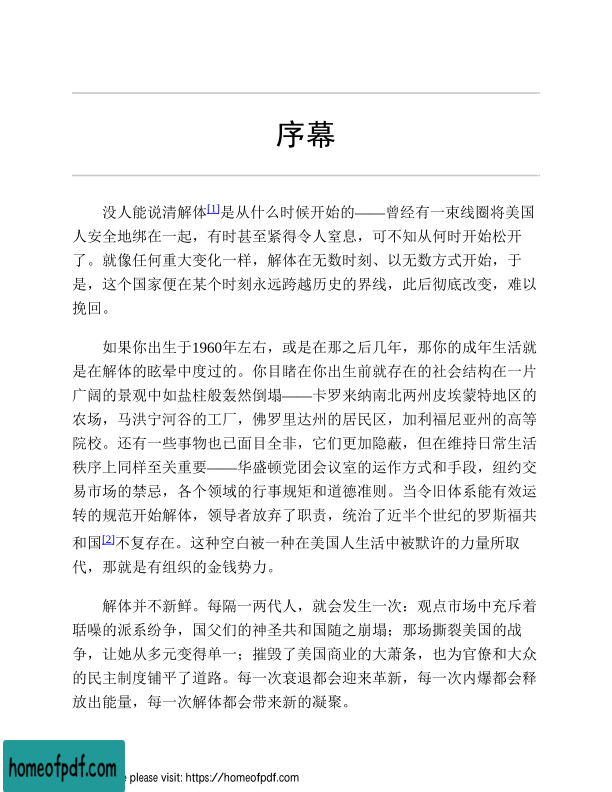 序幕
没人能说清解体[1]是从什么时候开始的——曾经有一束线圈将美国
人安全地绑在一起，有时甚至紧得令人窒息，可不知从何时开始松开
了。就像任何重大变化一样，解体在无数时刻、以无数方式开始，于
是，这个国家便在某个时刻永远跨越历史的界线，此后彻底改变，难以
挽回。
如果你出生于1960年左右，或是在那之后几年，那你的成年生活就
是在解体的眩晕中度过的。你目睹在你出生前就存在的社会结构在一片
广阔的景观中如盐柱般轰然倒塌——卡罗来纳南北两州皮埃蒙特地区的
农场，马洪宁河谷的工厂，佛罗里达州的居民区，加利福尼亚州的高等
院校。还有一些事物也已面目全非，它们更加隐蔽，但在维持日常生活
秩序上同样至关重要——华盛顿党团会议室的运作方式和手段，纽约交
易市场的禁忌，各个领域的行事规矩和道德准则。当令旧体系能有效运
转的规范开始解体，领导者放弃了职责，统治了近半个世纪的罗斯福共
和国[2]不复存在。这种空白被一种在美国人生活中被默许的力量所取
代，那就是有组织的金钱势力。
解体并不新鲜。每隔一两代人，就会发生一次：观点市场中充斥着
聒噪的派系纷争，国父们的神圣共和国随之崩塌；那场撕裂美国的战
争，让她从多元变得单一；摧毁了美国商业的大萧条，也为官僚和大众
的民主制度铺平了道路。每一次衰退都会迎来革新，每一次内爆都会释
放出能量，每一次解体都会带来新的凝聚。
homeofpdf.com
e please visit: https://homeofpdf.com